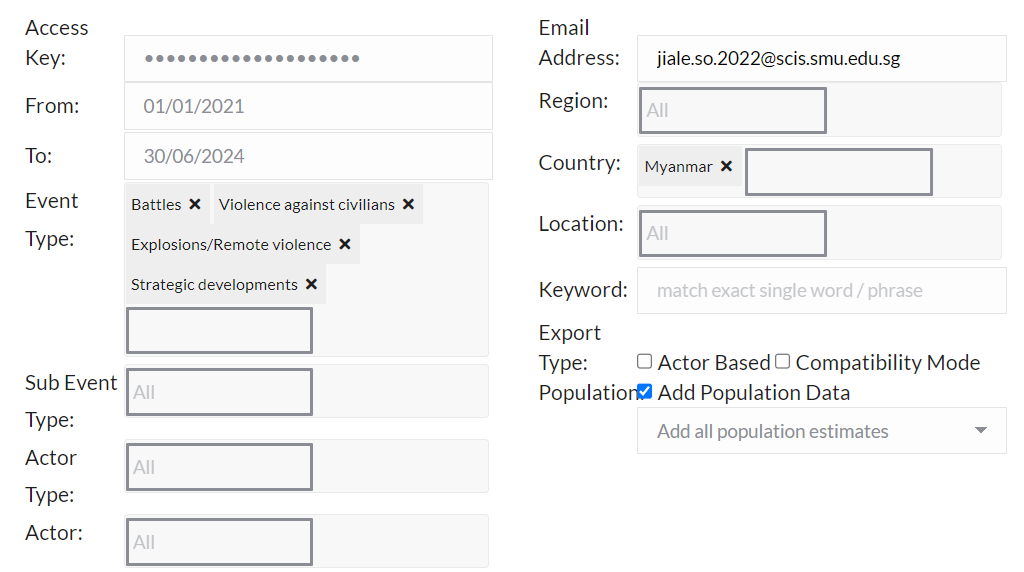 Access
Key: ••••••••••••••••••••
From: 01/01/2021
To: 30/06/2024
Event
Type:
Battles ✕ Violence against civilians ✕
Explosions/Remote violence ✕
Strategic developments ✕
Sub Event
Type:
All
Actor
Type:
All
Actor: All
Email
Address: jiale.so.2022@scis.smu.edu.sg
Region: All
Country: Myanmar ✕
Location: All
Keyword: match exact single word / phrase
Export
Type: Actor Based Compatibility Mode
Population Add Population Data
Add all population estimates